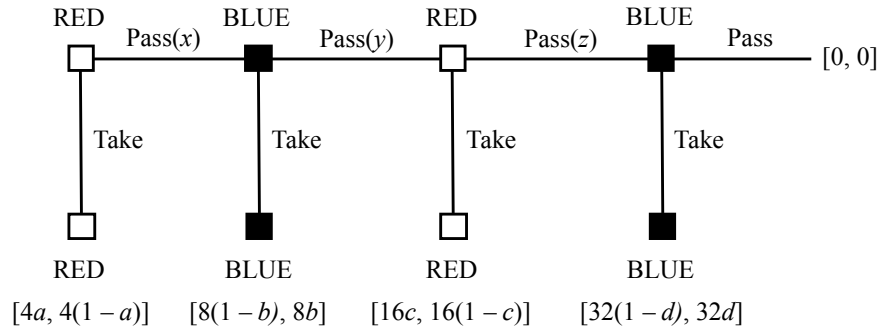 RED BLUE RED BLUE
Pass(x) Pass(y) Pass(z) Pass
[0, 0]
Take Take Take Take
RED BLUE RED BLUE
[4a, 4(1 – a)] [8(1 – b), 8b] [16c, 16(1 – c)] [32(1 – d), 32d]